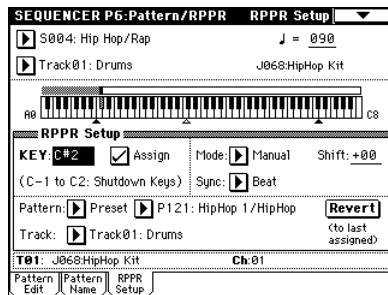 SEQUENCER P6:Pattern/RPPR RPPR Setup
S004: Hip Hop/Rap ♩ = 090
Track01: Drums J068:HipHop Kit
A0 C8
RPPR Setup
KEY: C#2 Assign Mode: Manual Shift: +00
(C-1 to C2: Shutdown Keys) Sync: Beat
Pattern: Preset P121: HipHop 1/HipHop Revert
Track: Track01: Drums (to last
assigned)
T01: J068:HipHop Kit Ch:01
Pattern Edit Pattern Name RPPR Setup